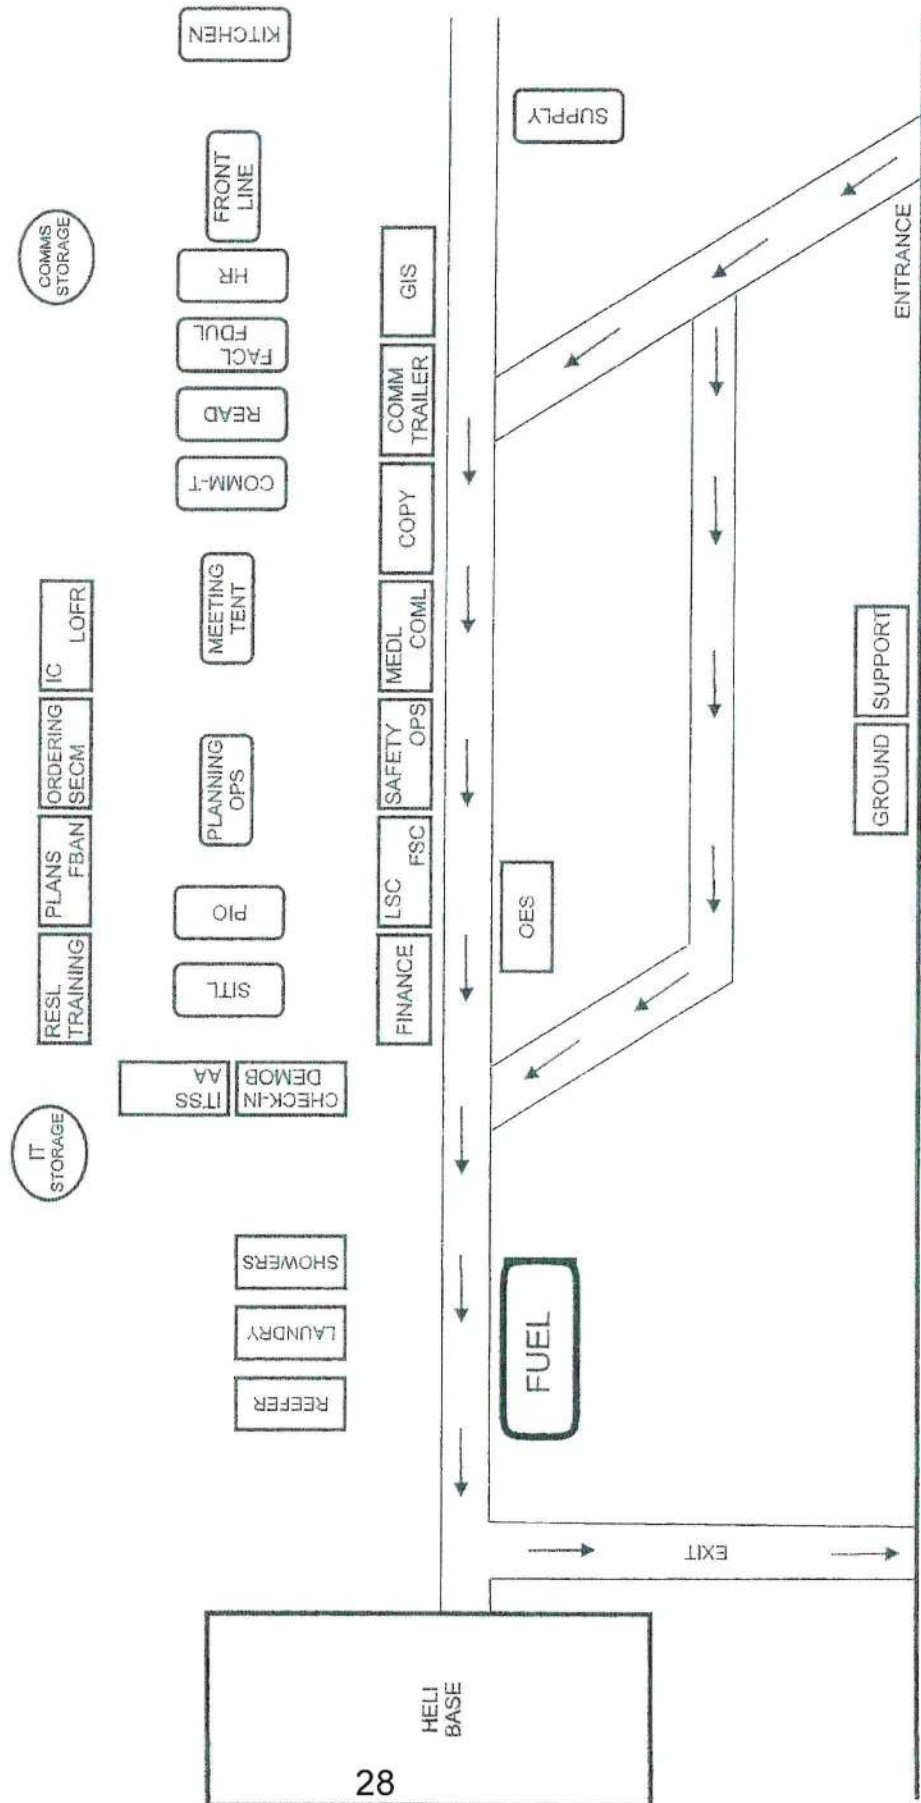 KITCHEN
SUPPLY
FRONT
LINE
COMMS
STORAGE
HR
GIS
ENTRANCE
FACL
FDUL
COMM
TRAILER
READ
COMM-T
COPY
IC
LOFR
MEETING
TENT
MEDL
COML
SUPPORT
GROUND
ORDERING
SECM
PLANNING
OPS
SAFETY
OPS
PLANS
FBAN
PIO
LSC
FSC
OES
RESL
TRAINING
SITL
FINANCE
ITSS
AA
CHECK-IN
DEMOB
IT
STORAGE
SHOWERS
LAUNDRY
REEFER
FUEL
EXIT
HELI
BASE
28